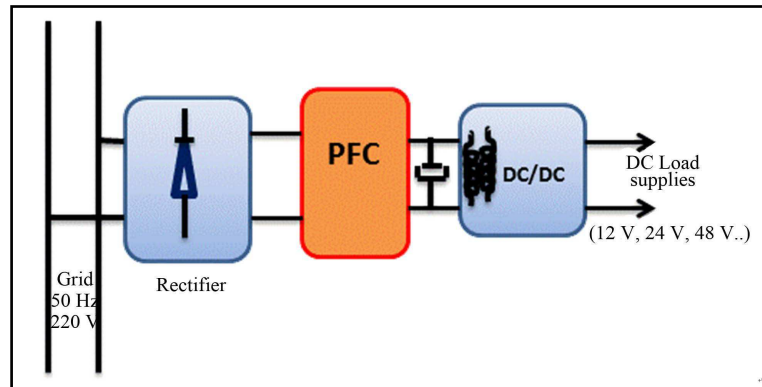 PFC
DC/DC
DC Load
supplies
(12 V, 24 V, 48 V..)
Rectifier
Grid
50 Hz
220 V